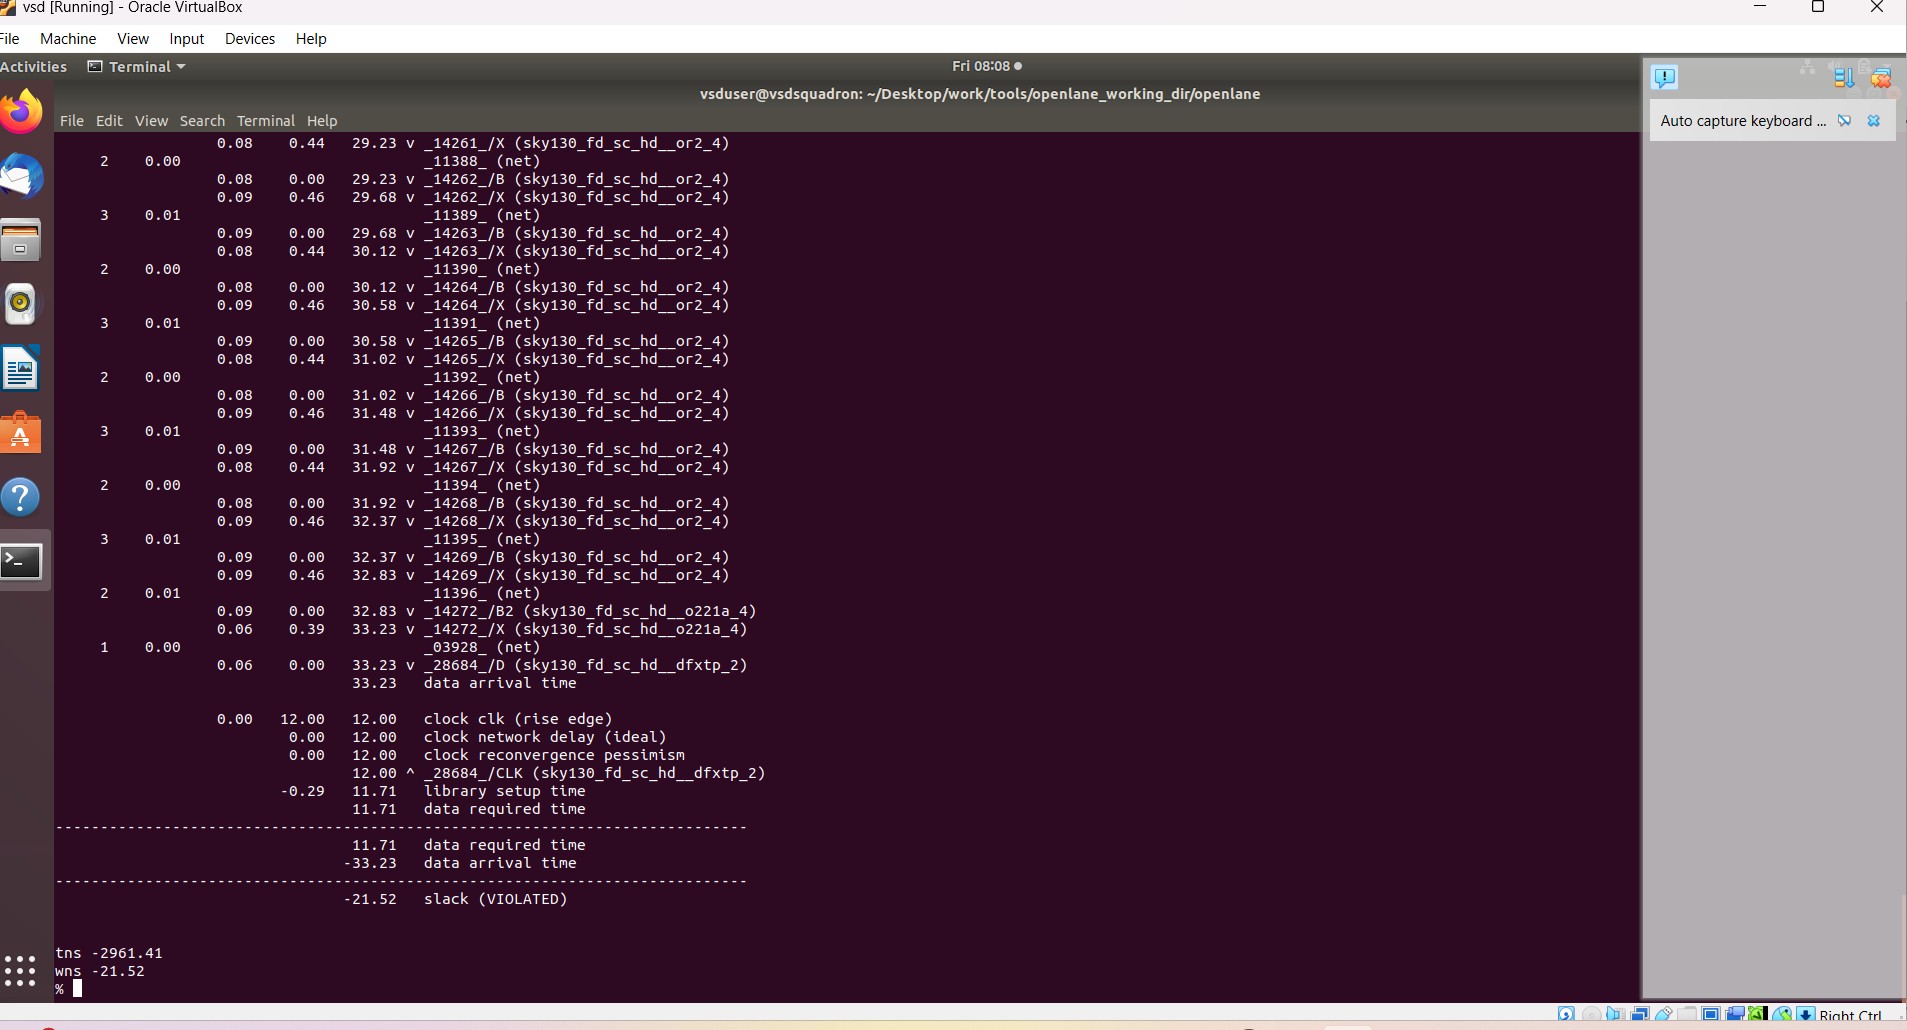 vsd [Running] - Oracle VirtualBox
File Machine View Input Devices Help
Activities Terminal Fri 08:08
vsduser@vsdsquadron: ~/Desktop/work/tools/openlane_working_dir/openlane
File Edit View Search Terminal Help
Auto capture keyboard ...
0.08 0.44 29.23 v _14261_/X (sky130_fd_sc_hd__or2_4)
2 0.00 _11388_ (net)
0.08 0.00 29.23 v _14262_/B (sky130_fd_sc_hd__or2_4)
0.09 0.46 29.68 v _14262_/X (sky130_fd_sc_hd__or2_4)
3 0.01 _11389_ (net)
0.09 0.00 29.68 v _14263_/B (sky130_fd_sc_hd__or2_4)
0.08 0.44 30.12 v _14263_/X (sky130_fd_sc_hd__or2_4)
2 0.00 _11390_ (net)
0.08 0.00 30.12 v _14264_/B (sky130_fd_sc_hd__or2_4)
0.09 0.46 30.58 v _14264_/X (sky130_fd_sc_hd__or2_4)
3 0.01 _11391_ (net)
0.09 0.00 30.58 v _14265_/B (sky130_fd_sc_hd__or2_4)
0.08 0.44 31.02 v _14265_/X (sky130_fd_sc_hd__or2_4)
2 0.00 _11392_ (net)
0.08 0.00 31.02 v _14266_/B (sky130_fd_sc_hd__or2_4)
0.09 0.46 31.48 v _14266_/X (sky130_fd_sc_hd__or2_4)
3 0.01 _11393_ (net)
0.09 0.00 31.48 v _14267_/B (sky130_fd_sc_hd__or2_4)
0.08 0.44 31.92 v _14267_/X (sky130_fd_sc_hd__or2_4)
2 0.00 _11394_ (net)
0.08 0.00 31.92 v _14268_/B (sky130_fd_sc_hd__or2_4)
0.09 0.46 32.37 v _14268_/X (sky130_fd_sc_hd__or2_4)
3 0.01 _11395_ (net)
0.09 0.00 32.37 v _14269_/B (sky130_fd_sc_hd__or2_4)
0.09 0.46 32.83 v _14269_/X (sky130_fd_sc_hd__or2_4)
2 0.01 _11396_ (net)
0.09 0.00 32.83 v _14272_/B2 (sky130_fd_sc_hd__o221a_4)
0.06 0.39 33.23 v _14272_/X (sky130_fd_sc_hd__o221a_4)
1 0.00 _03928_ (net)
0.06 0.00 33.23 v _28684_/D (sky130_fd_sc_hd__dfxtp_2)
33.23 data arrival time
0.00 12.00 12.00 clock clk (rise edge)
0.00 12.00 clock network delay (ideal)
0.00 12.00 clock reconvergence pessimism
12.00 ^ _28684_/CLK (sky130_fd_sc_hd__dfxtp_2)
-0.29 11.71 library setup time
11.71 data required time
-----------------------------------------------------------------------------
11.71 data required time
-33.23 data arrival time
-----------------------------------------------------------------------------
-21.52 slack (VIOLATED)
tns -2961.41
wns -21.52
%
Right Ctrl